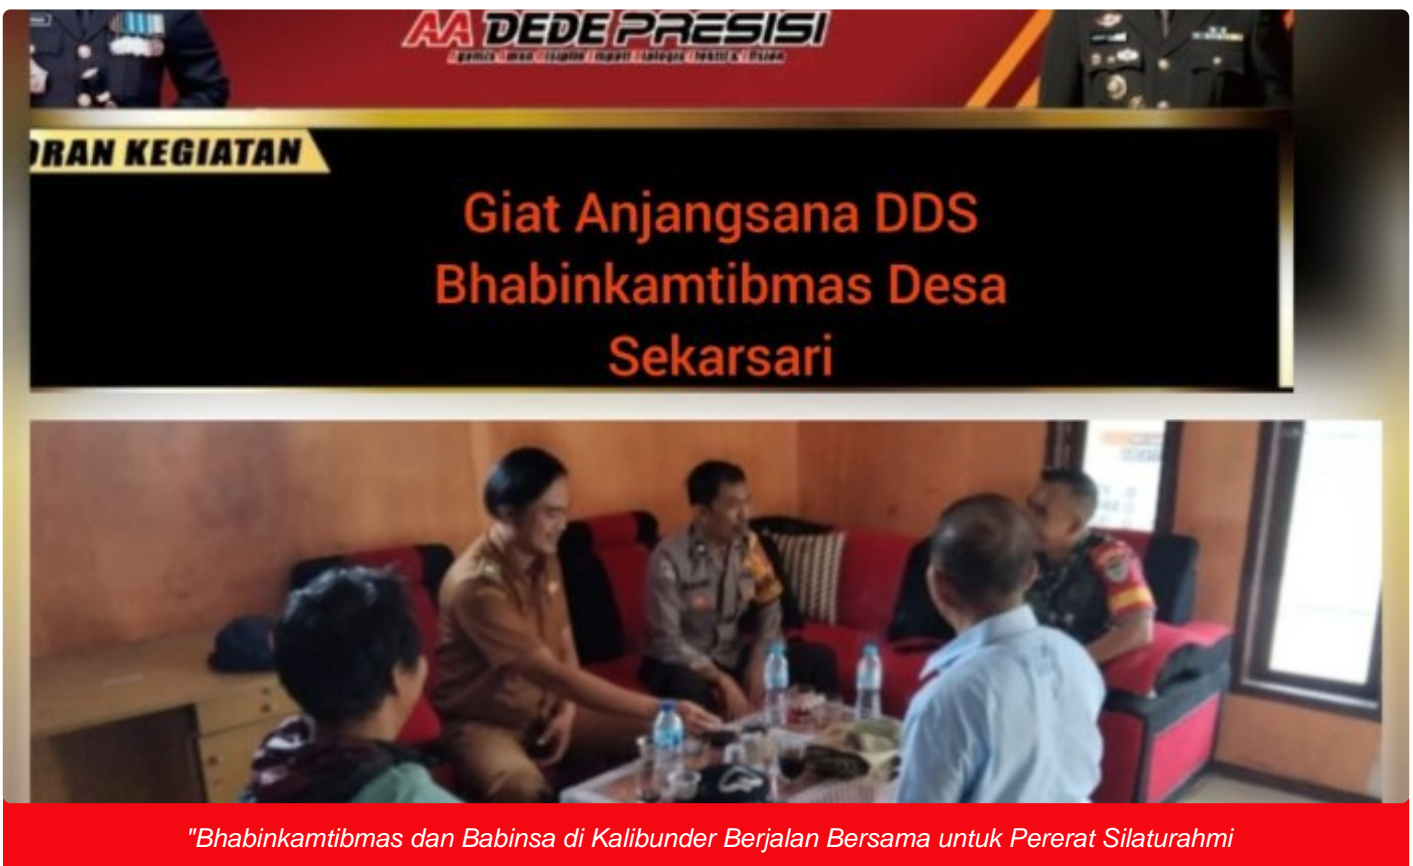 AA DEDE PRESISI
ORAN KEGIATAN
Giat Anjangsana DDS
Bhabinkamtibmas Desa
Sekarsari
"Bhabinkamtibmas dan Babinsa di Kalibunder Berjalan Bersama untuk Pererat Silaturahmi